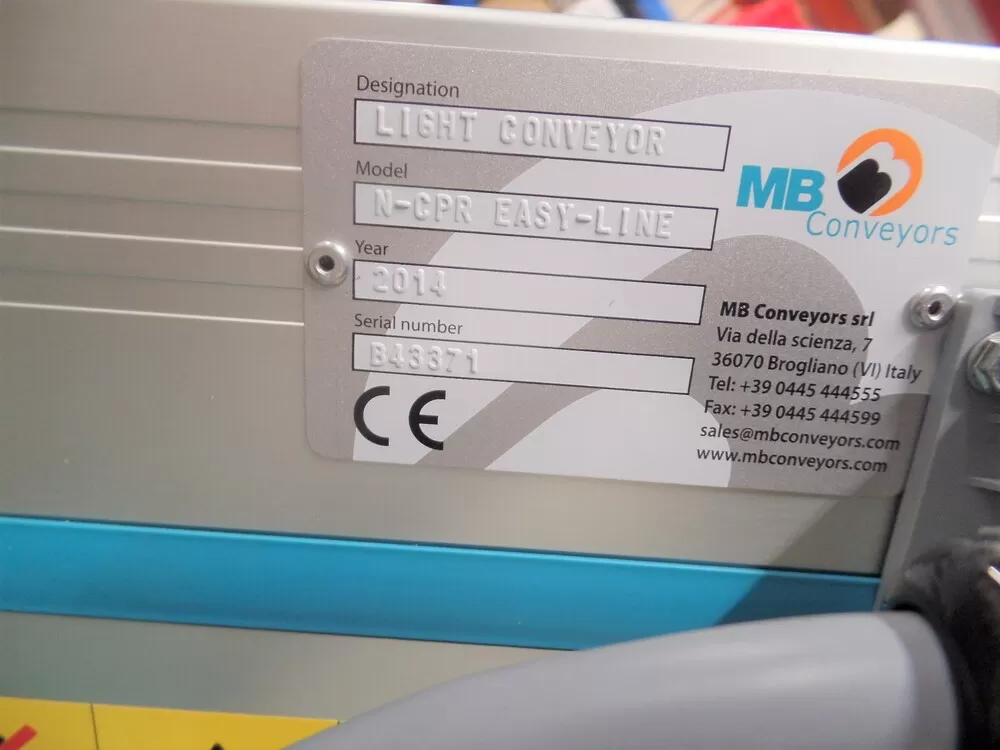 Designation
LIGHT CONVEYOR
Model
N-CPR EASY-LINE
Year
2014
Serial number
B43371
CE
MB
Conveyors
MB Conveyors srl
Via della scienza, 7
36070 Brogliano (VI) Italy
Tel: +39 0445 444555
Fax: +39 0445 444599
sales@mbconveyors.com
www.mbconveyors.com